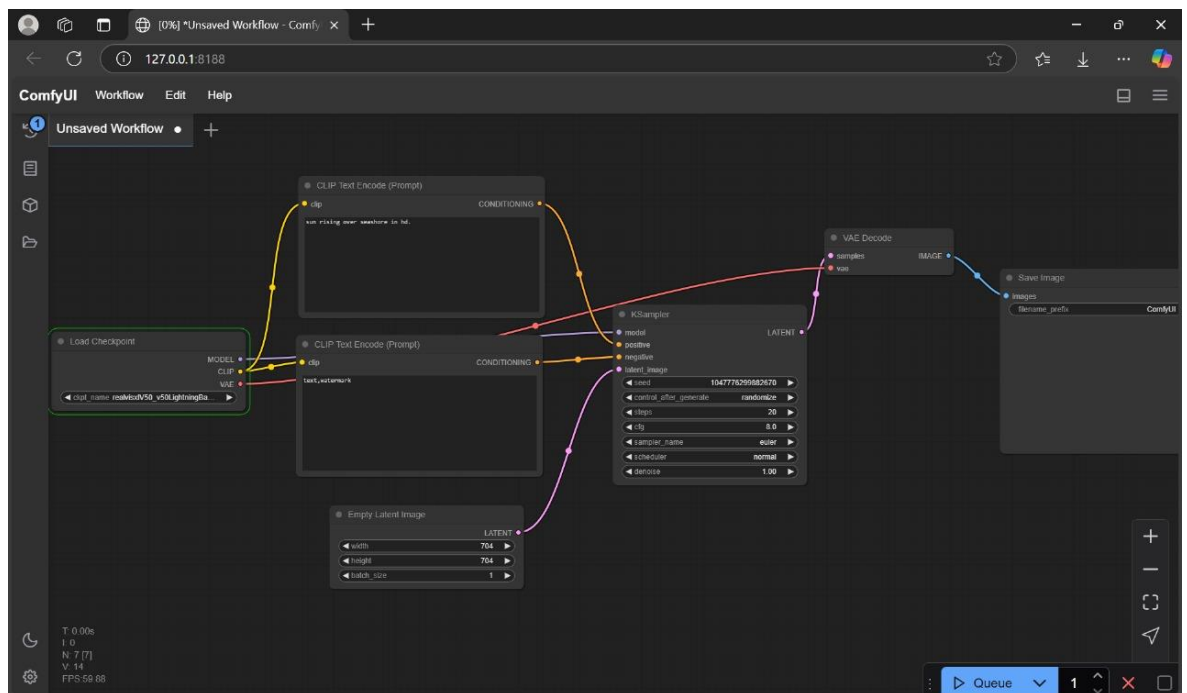 [0%] *Unsaved Workflow - Comfy
127.0.0.1:8188
ComfyUI Workflow Edit Help
1
Unsaved Workflow
CLIP Text Encode (Prompt)
clip CONDITIONING
sun rising over seashore in hd.
VAE Decode
samples IMAGE
vae
Save Image
images
filename_prefix ComfyUI
KSampler
model LATENT
positive
negative
latent_image
seed 1047776299882670
control_after_generate randomize
steps 20
cfg 8.0
sampler_name euler
scheduler normal
denoise 1.00
Load Checkpoint
MODEL
CLIP
VAE
ckpt_name realvisxlV50_v50LightningBa...
CLIP Text Encode (Prompt)
clip CONDITIONING
text,watermark
Empty Latent Image
LATENT
width 704
height 704
batch_size 1
T: 0.00s
I: 0
N: 7 [7]
V: 14
FPS:59.88
Queue 1